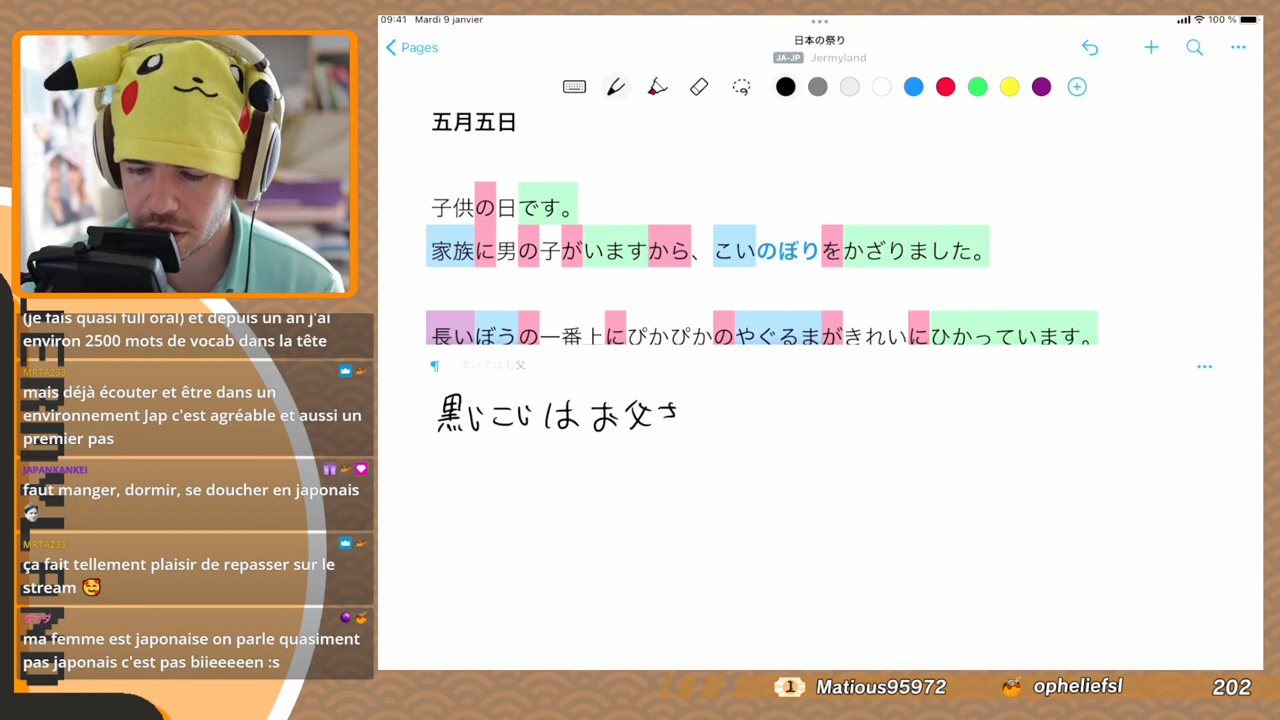 09:41 Mardi 9 janvier
100 %
Pages
日本の祭り
JA-JP Jermyland
五月五日
子供の日です。
家族に男の子がいますから、こいのぼりをかざりました。
長いぼうの一番上にぴかぴかのやぐるまがきれいにひかっています。
黒いこいはお父さ
(je fais quasi full oral) et depuis un an j'ai
environ 2500 mots de vocab dans la tête
MRTAZ33
mais déjà écouter et être dans un
environnement Jap c'est agréable et aussi un
premier pas
JAPANKANKEI
faut manger, dormir, se doucher en japonais
MRTAZ33
ça fait tellement plaisir de repasser sur le
stream
ma femme est japonaise on parle quasiment
pas japonais c'est pas biieeeeen :s
1 Matious95972
opheliefsl
202